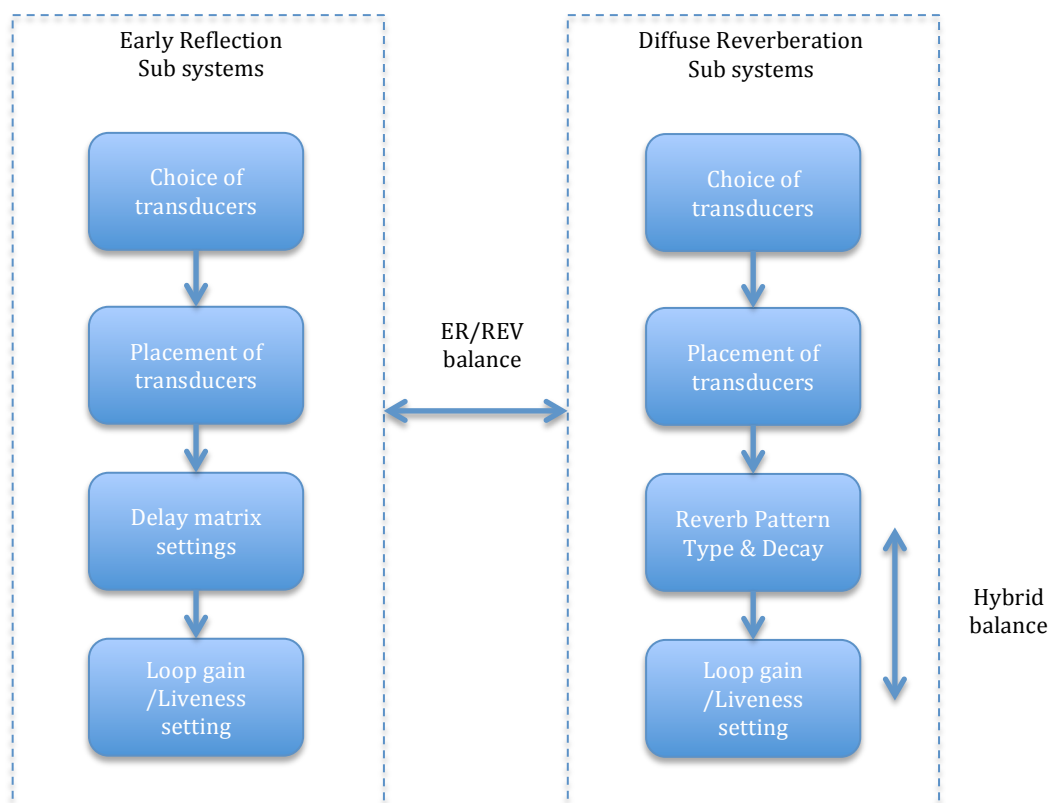 Early Reflection
Sub systems
Choice of
transducers
Placement of
transducers
Delay matrix
settings
Loop gain
/Liveness
setting
ER/REV
balance
Diffuse Reverberation
Sub systems
Choice of
transducers
Placement of
transducers
Reverb Pattern
Type & Decay
Loop gain
/Liveness
setting
Hybrid
balance